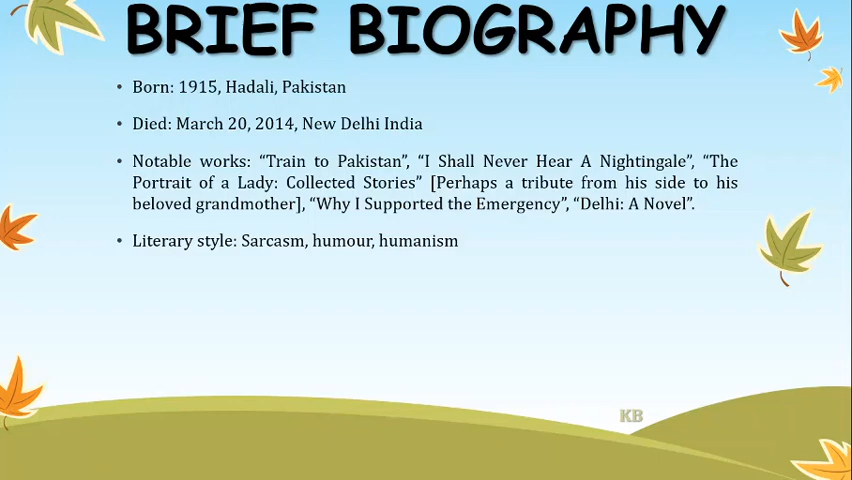 BRIEF BIOGRAPHY
• Born: 1915, Hadali, Pakistan
• Died: March 20, 2014, New Delhi India
• Notable works: “Train to Pakistan”, “I Shall Never Hear A Nightingale”, “The
Portrait of a Lady: Collected Stories” [Perhaps a tribute from his side to his
beloved grandmother], “Why I Supported the Emergency”, “Delhi: A Novel”.
• Literary style: Sarcasm, humour, humanism
KB